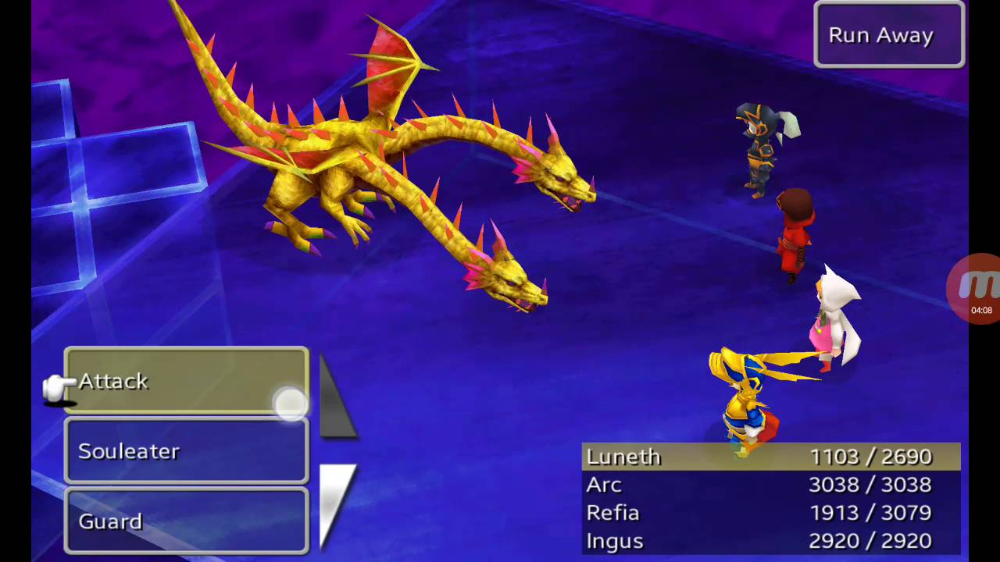 Run Away
m
04:08
Attack
Souleater
Guard
Luneth 1103 / 2690
Arc 3038 / 3038
Refia 1913 / 3079
Ingus 2920 / 2920